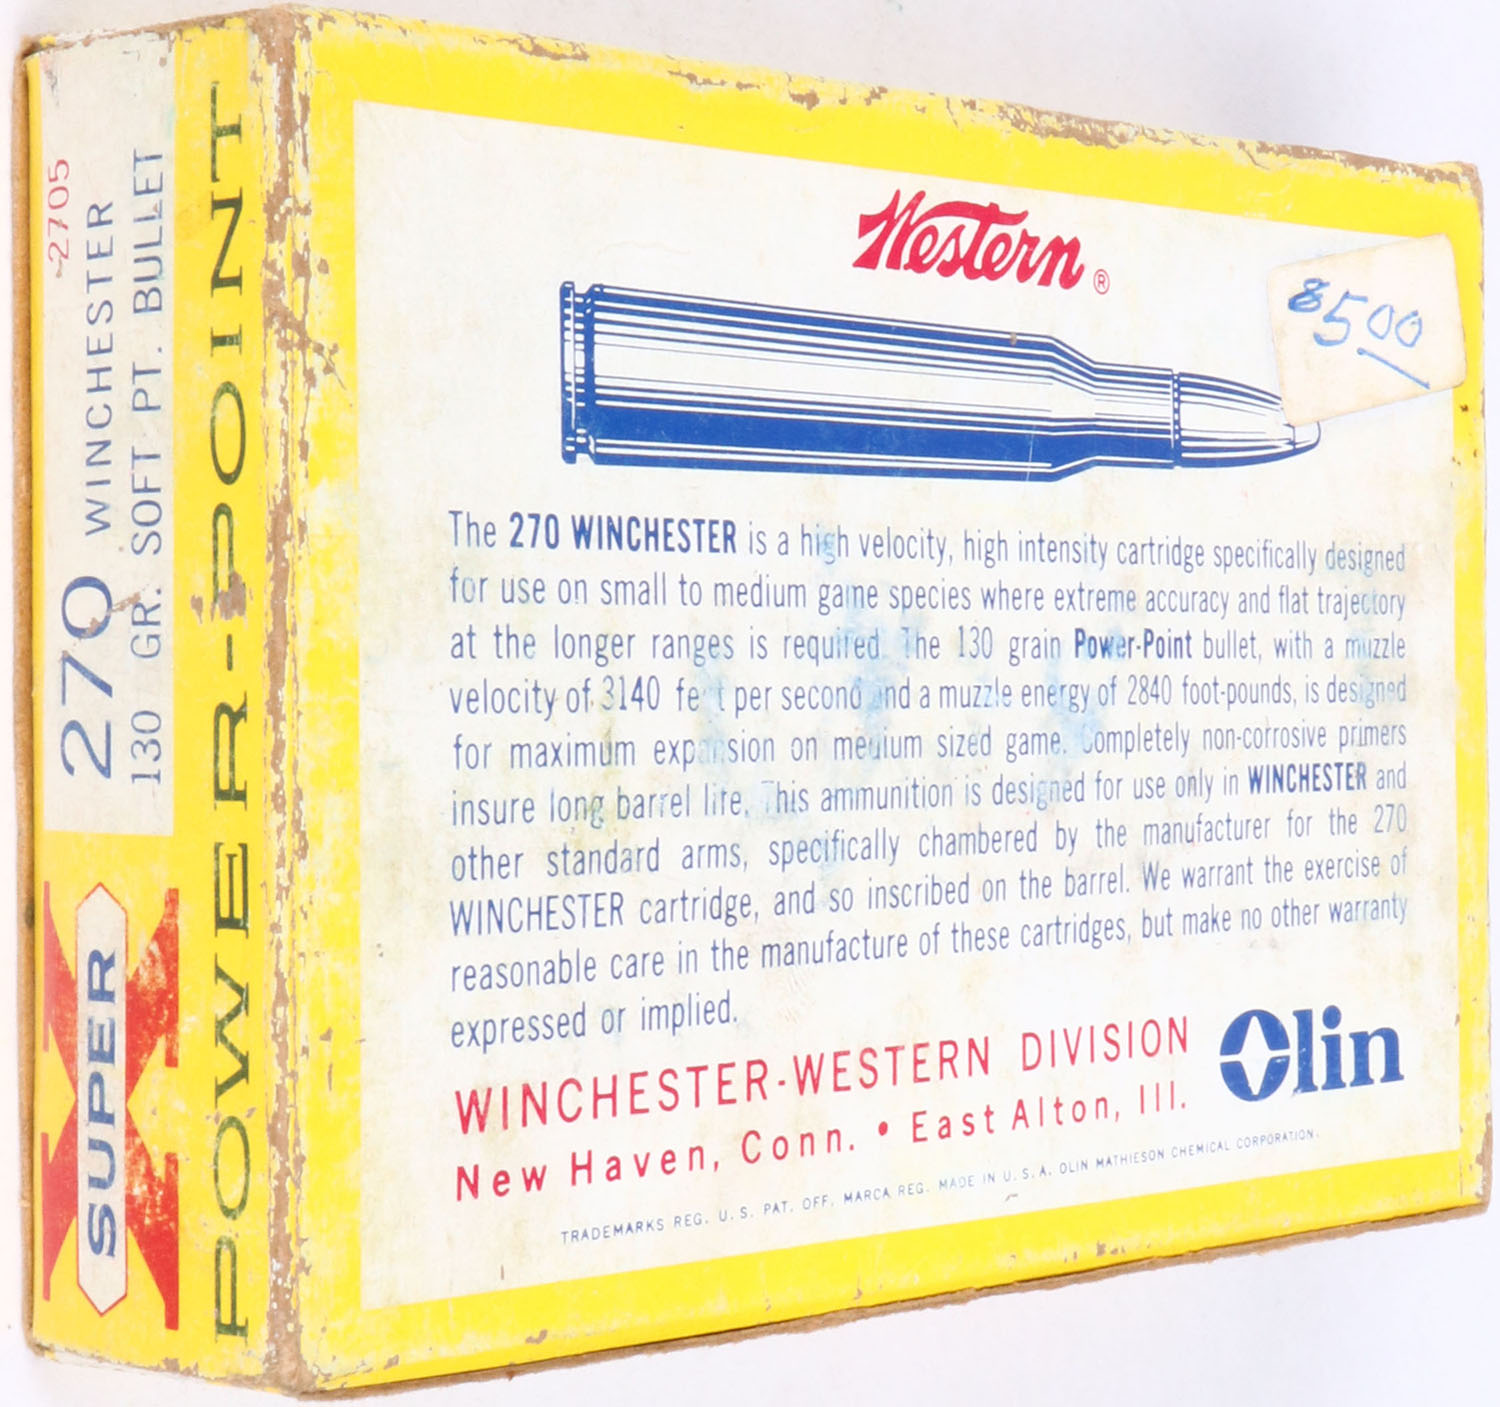 2705
270 WINCHESTER
130 GR. SOFT PT. BULLET
SUPER X
POWER-POINT
Western®
8500
The 270 WINCHESTER is a high velocity, high intensity cartridge specifically designed
for use on small to medium game species where extreme accuracy and flat trajectory
at the longer ranges is required. The 130 grain Power-Point bullet, with a muzzle
velocity of 3140 feet per second and a muzzle energy of 2840 foot-pounds, is designed
for maximum expansion on medium sized game. Completely non-corrosive primers
insure long barrel life. This ammunition is designed for use only in WINCHESTER and
other standard arms, specifically chambered by the manufacturer for the 270
WINCHESTER cartridge, and so inscribed on the barrel. We warrant the exercise of
reasonable care in the manufacture of these cartridges, but make no other warranty
expressed or implied.
WINCHESTER-WESTERN DIVISION
New Haven, Conn. • East Alton, Ill.
Olin
TRADEMARKS REG. U.S. PAT. OFF. MARCA REG. MADE IN U.S.A. OLIN MATHIESON CHEMICAL CORPORATION.